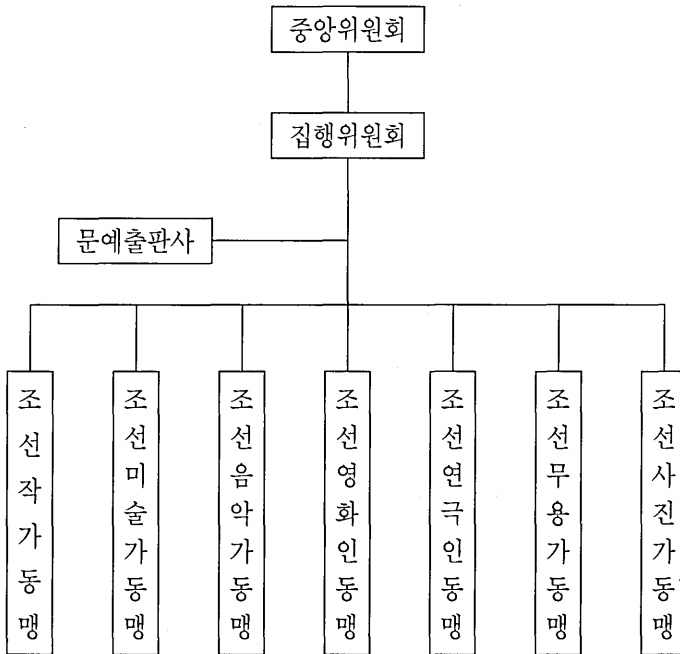 중앙위원회
집행위원회
문예출판사
조선작가동맹
조선미술가동맹
조선음악가동맹
조선영화인동맹
조선연극인동맹
조선무용가동맹
조선사진가동맹